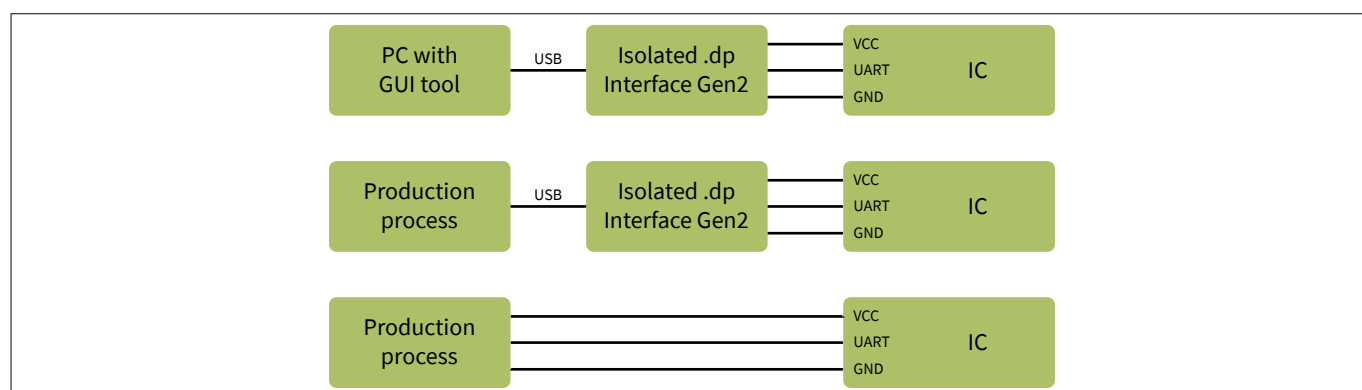 PC with
GUI tool
USB
Isolated .dp
Interface Gen2
VCC
UART
GND
IC
Production
process
USB
Isolated .dp
Interface Gen2
VCC
UART
GND
IC
Production
process
VCC
UART
GND
IC